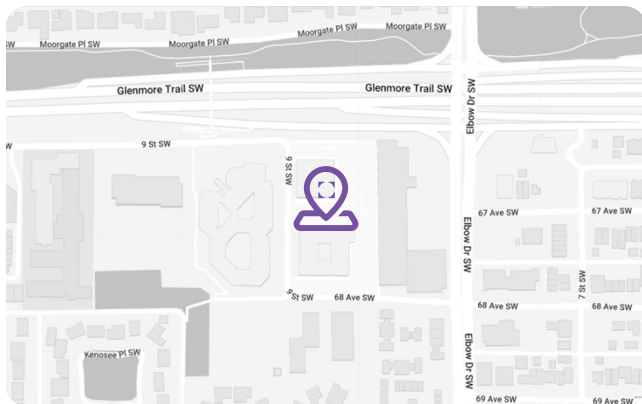 Moorgate Pl SW
Moorgate Pl SW
Moorgate Pl SW
Moorgate Pl SW
SW
Glenmore Trail SW
Glenmore Trail SW
Elbow Dr SW
W
9 St SW
9 St SW
67 Ave SW
67 Ave SW
Elbow Dr SW
7 St SW
9 St SW
68 Ave SW
68 Ave SW
68 Ave SW
Kenosee Pl SW
Elbow Dr SW
69 Ave SW
69 Ave SW